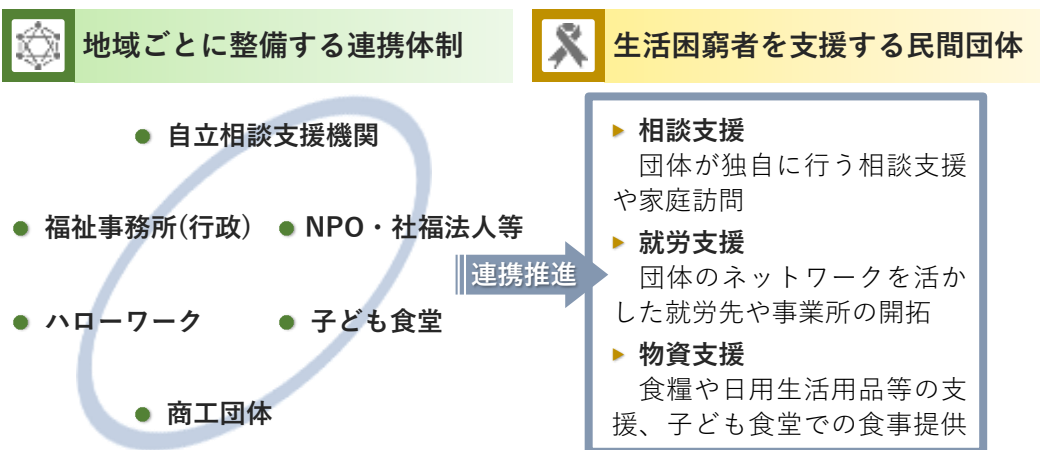 地域ごとに整備する連携体制
自立相談支援機関
福祉事務所(行政)
NPO・社福法人等
ハローワーク
子ども食堂
商工団体
連携推進
生活困窮者を支援する民間団体
相談支援
団体が独自に行う相談支援
や家庭訪問
就労支援
団体のネットワークを活か
した就労先や事業所の開拓
物資支援
食糧や日用生活用品等の支
援、子ども食堂での食事提供